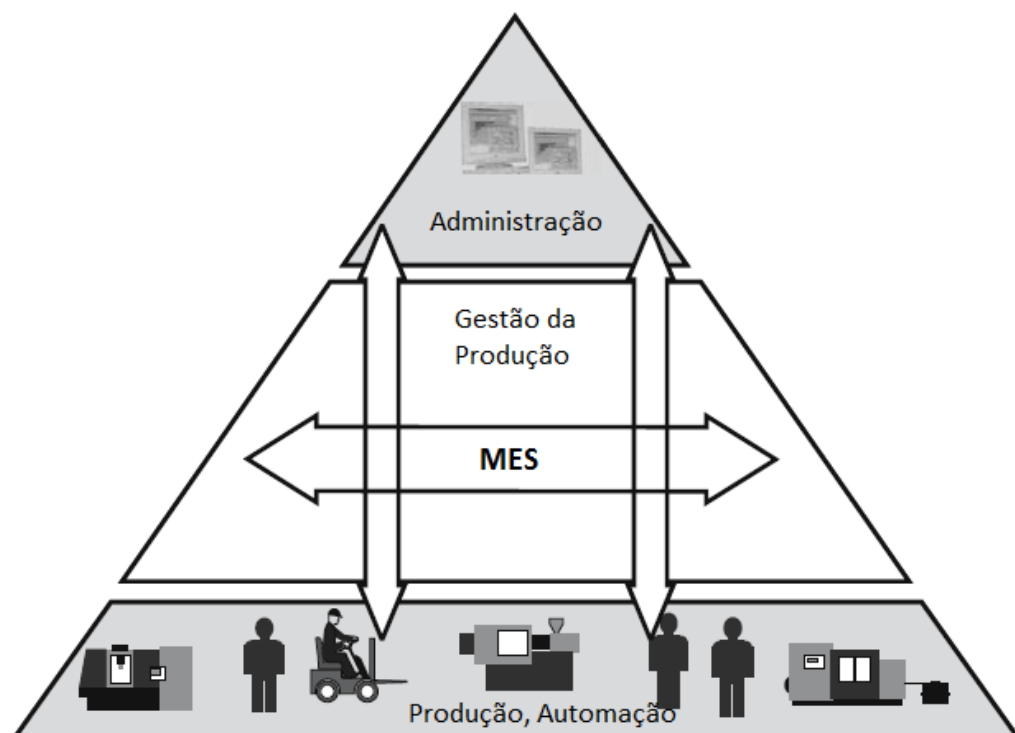 Administração
Gestão da
Produção
MES
Produção, Automação